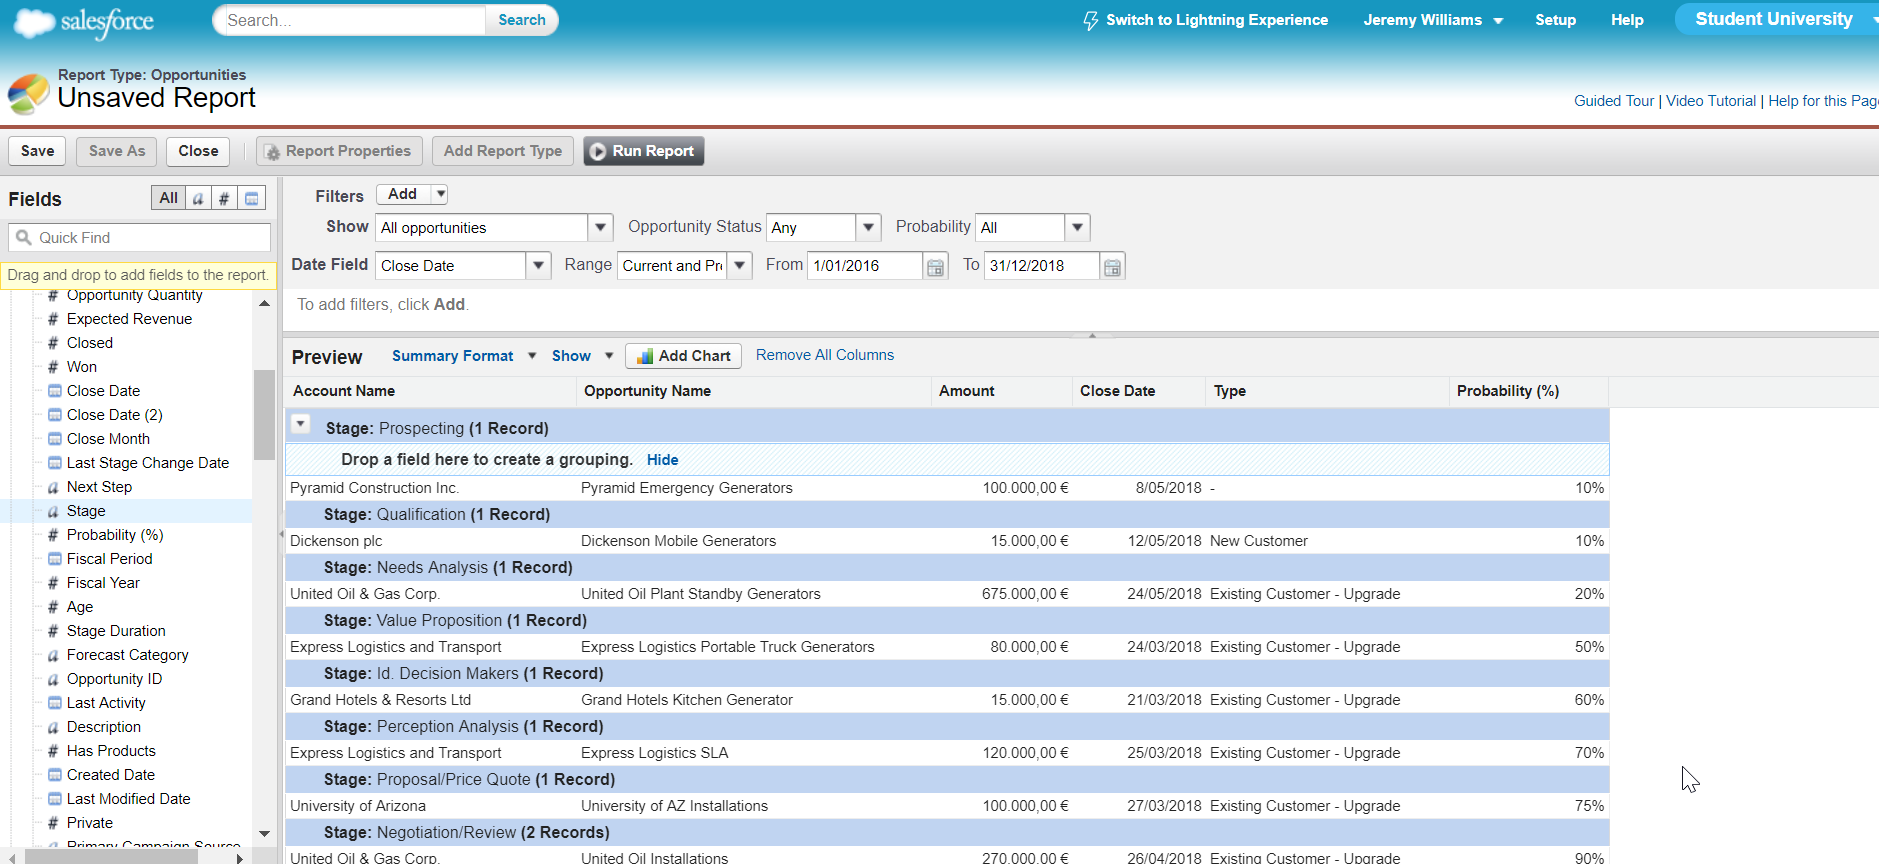 salesforce
Search...
Search
Switch to Lightning Experience
Jeremy Williams
Setup
Help
Student University
Report Type: Opportunities
Unsaved Report
Guided Tour | Video Tutorial | Help for this Pag
Save
Save As
Close
Report Properties
Add Report Type
Run Report
Fields
All
a
#
Quick Find
Drag and drop to add fields to the report.
# Opportunity Quantity
# Expected Revenue
# Closed
# Won
Close Date
Close Date (2)
Close Month
Last Stage Change Date
a Next Step
a Stage
# Probability (%)
Fiscal Period
# Fiscal Year
# Age
# Stage Duration
a Forecast Category
a Opportunity ID
Last Activity
a Description
# Has Products
Created Date
Last Modified Date
# Private
a Primary Campaign Source
Filters
Add
Show All opportunities
Opportunity Status Any
Probability All
Date Field Close Date
Range Current and Pr
From 1/01/2016
To 31/12/2018
To add filters, click Add.
Preview
Summary Format
Show
Add Chart
Remove All Columns
Account Name Opportunity Name Amount Close Date Type Probability (%)
Stage: Prospecting (1 Record)
Drop a field here to create a grouping. Hide
Pyramid Construction Inc. Pyramid Emergency Generators 100.000,00 € 8/05/2018 - 10%
Stage: Qualification (1 Record)
Dickenson plc Dickenson Mobile Generators 15.000,00 € 12/05/2018 New Customer 10%
Stage: Needs Analysis (1 Record)
United Oil & Gas Corp. United Oil Plant Standby Generators 675.000,00 € 24/05/2018 Existing Customer - Upgrade 20%
Stage: Value Proposition (1 Record)
Express Logistics and Transport Express Logistics Portable Truck Generators 80.000,00 € 24/03/2018 Existing Customer - Upgrade 50%
Stage: Id. Decision Makers (1 Record)
Grand Hotels & Resorts Ltd Grand Hotels Kitchen Generator 15.000,00 € 21/03/2018 Existing Customer - Upgrade 60%
Stage: Perception Analysis (1 Record)
Express Logistics and Transport Express Logistics SLA 120.000,00 € 25/03/2018 Existing Customer - Upgrade 70%
Stage: Proposal/Price Quote (1 Record)
University of Arizona University of AZ Installations 100.000,00 € 27/03/2018 Existing Customer - Upgrade 75%
Stage: Negotiation/Review (2 Records)
United Oil & Gas Corp. United Oil Installations 270.000,00 € 26/04/2018 Existing Customer - Upgrade 90%